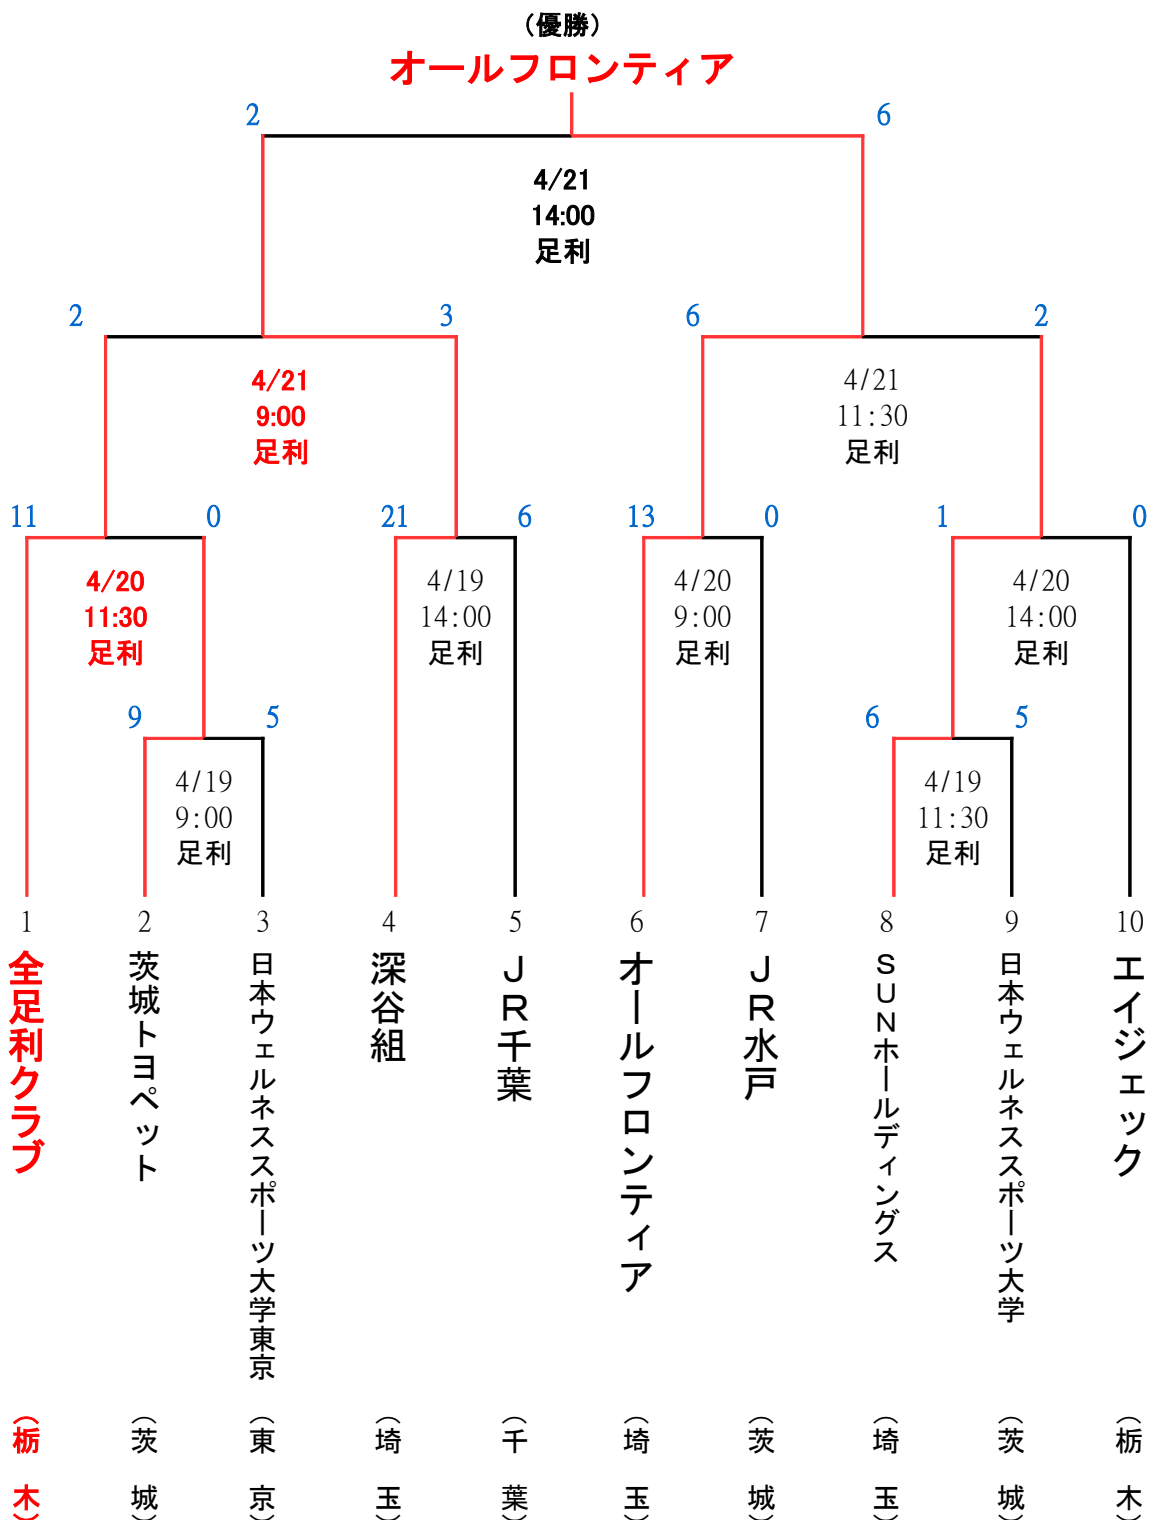 （優勝）
オールフロンティア
2
6
4/21
14:00
足利
2
3
6
2
4/21
9:00
足利
4/21
11:30
足利
11
0
21
6
13
0
1
0
4/20
11:30
足利
4/19
14:00
足利
4/20
9:00
足利
4/20
14:00
足利
9
5
6
5
4/19
9:00
足利
4/19
11:30
足利
1
2
3
4
5
6
7
8
9
10
全足利クラブ
茨城トヨペット
日本ウェルネススポーツ大学東京
深谷組
ＪＲ千葉
オールフロンティア
ＪＲ水戸
ＳＵＮホールディングス
日本ウェルネススポーツ大学
エイジェック
（栃木）
（茨城）
（東京）
（埼玉）
（千葉）
（埼玉）
（茨城）
（埼玉）
（茨城）
（栃木）